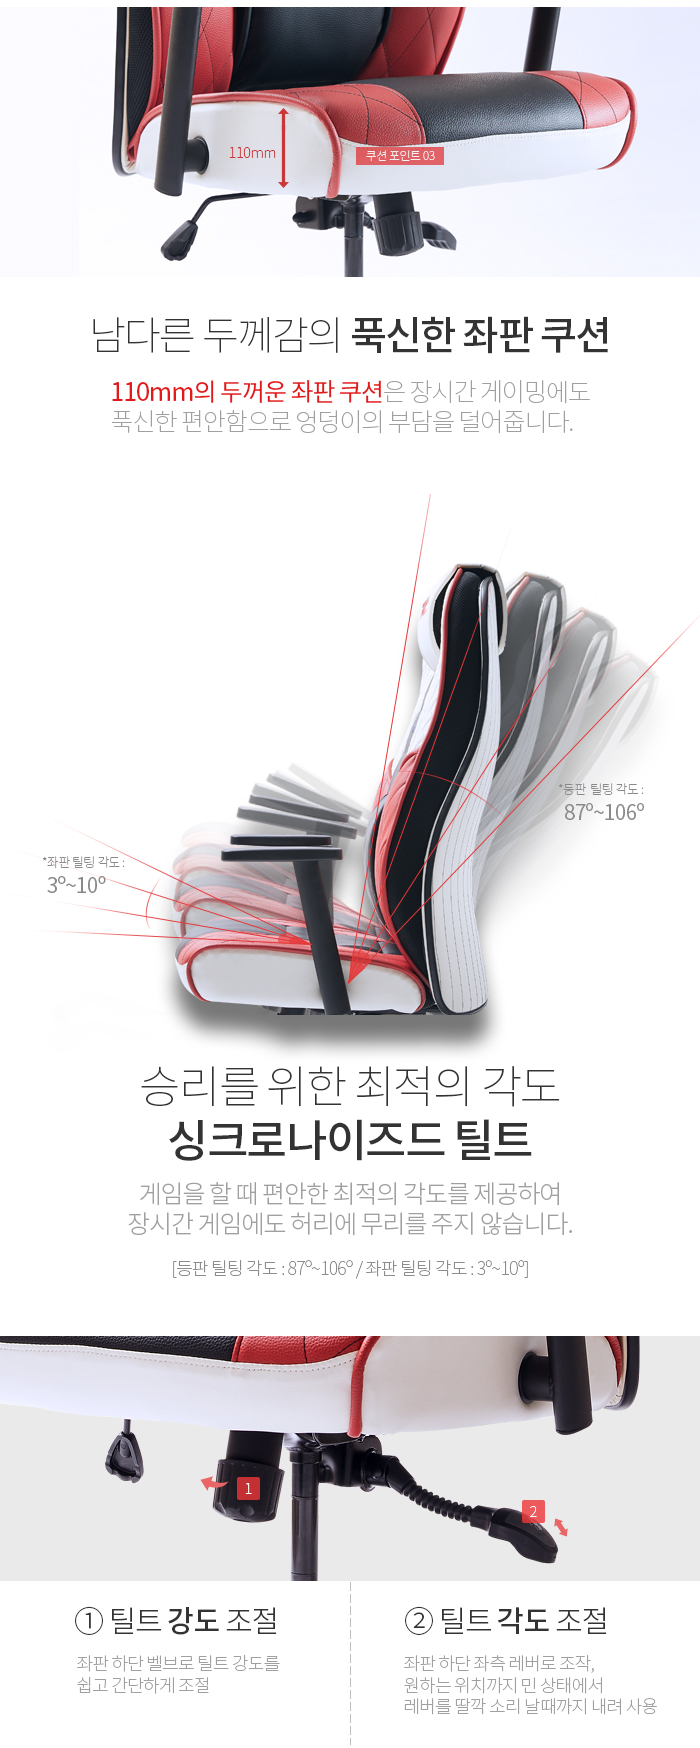 110mm
쿠션 포인트 03
남다른 두께감의 푹신한 좌판 쿠션
110mm의 두꺼운 좌판 쿠션은 장시간 게이밍에도
푹신한 편안함으로 엉덩이의 부담을 덜어줍니다.
*등판 틸팅 각도 :
87º~106º
*좌판 틸팅 각도 :
3º~10º
승리를 위한 최적의 각도
싱크로나이즈드 틸트
게임을 할 때 편안한 최적의 각도를 제공하여
장시간 게임에도 허리에 무리를 주지 않습니다.
[등판 틸팅 각도 : 87º~106º / 좌판 틸팅 각도 : 3º~10º]
1
2
① 틸트 강도 조절
좌판 하단 벨브로 틸트 강도를
쉽고 간단하게 조절
② 틸트 각도 조절
좌판 하단 좌측 레버로 조작,
원하는 위치까지 민 상태에서
레버를 딸깍 소리 날때까지 내려 사용